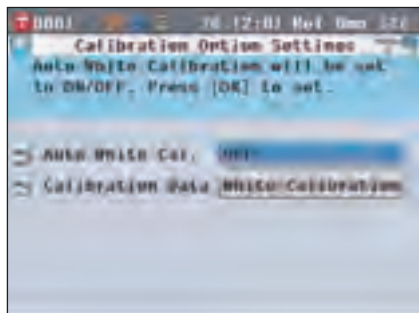 Calibration Option Settings
Auto White Calibration will be set
to ON/OFF. Press [OK] to set.
Auto White Cal.
Calibration Data White Calibration